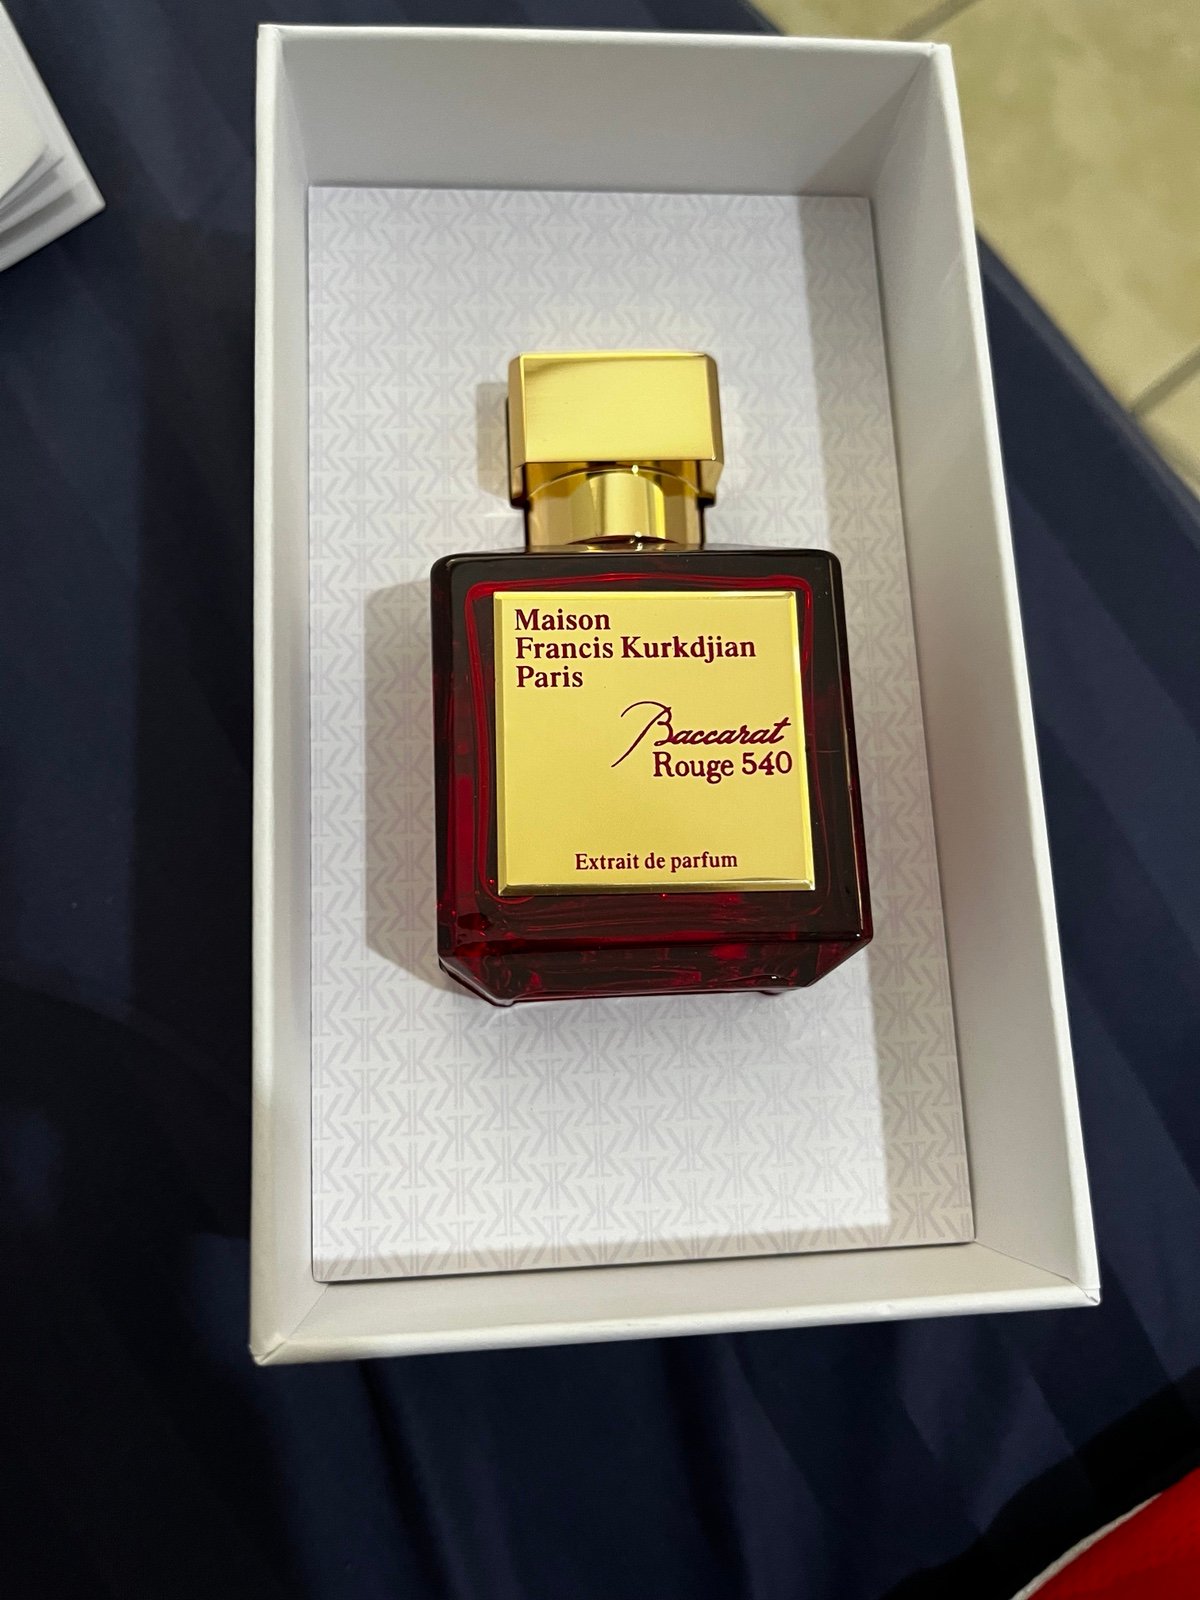 Maison
Francis Kurkdjian
Paris
Baccarat
Rouge 540
Extrait de parfum